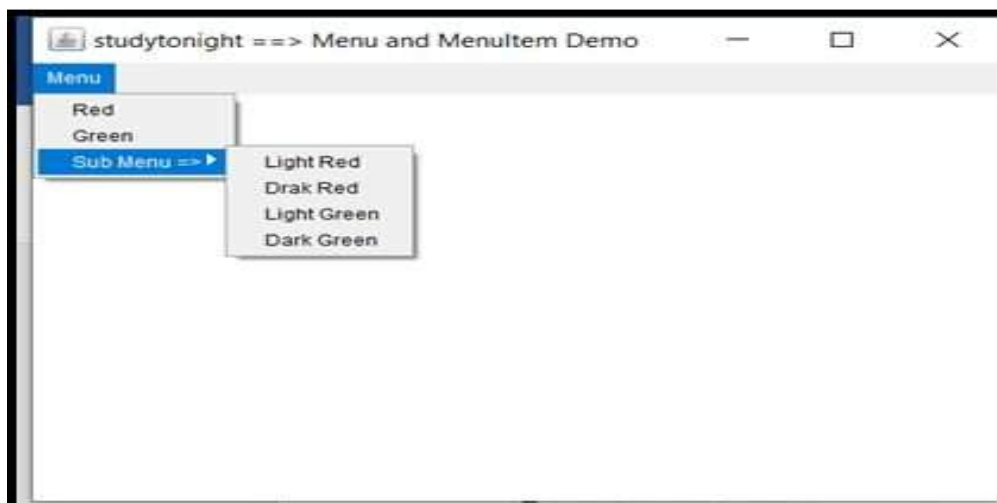 studytonight ==> Menu and MenuItem Demo
Menu
Red
Green
Sub Menu =>
Light Red
Drak Red
Light Green
Dark Green